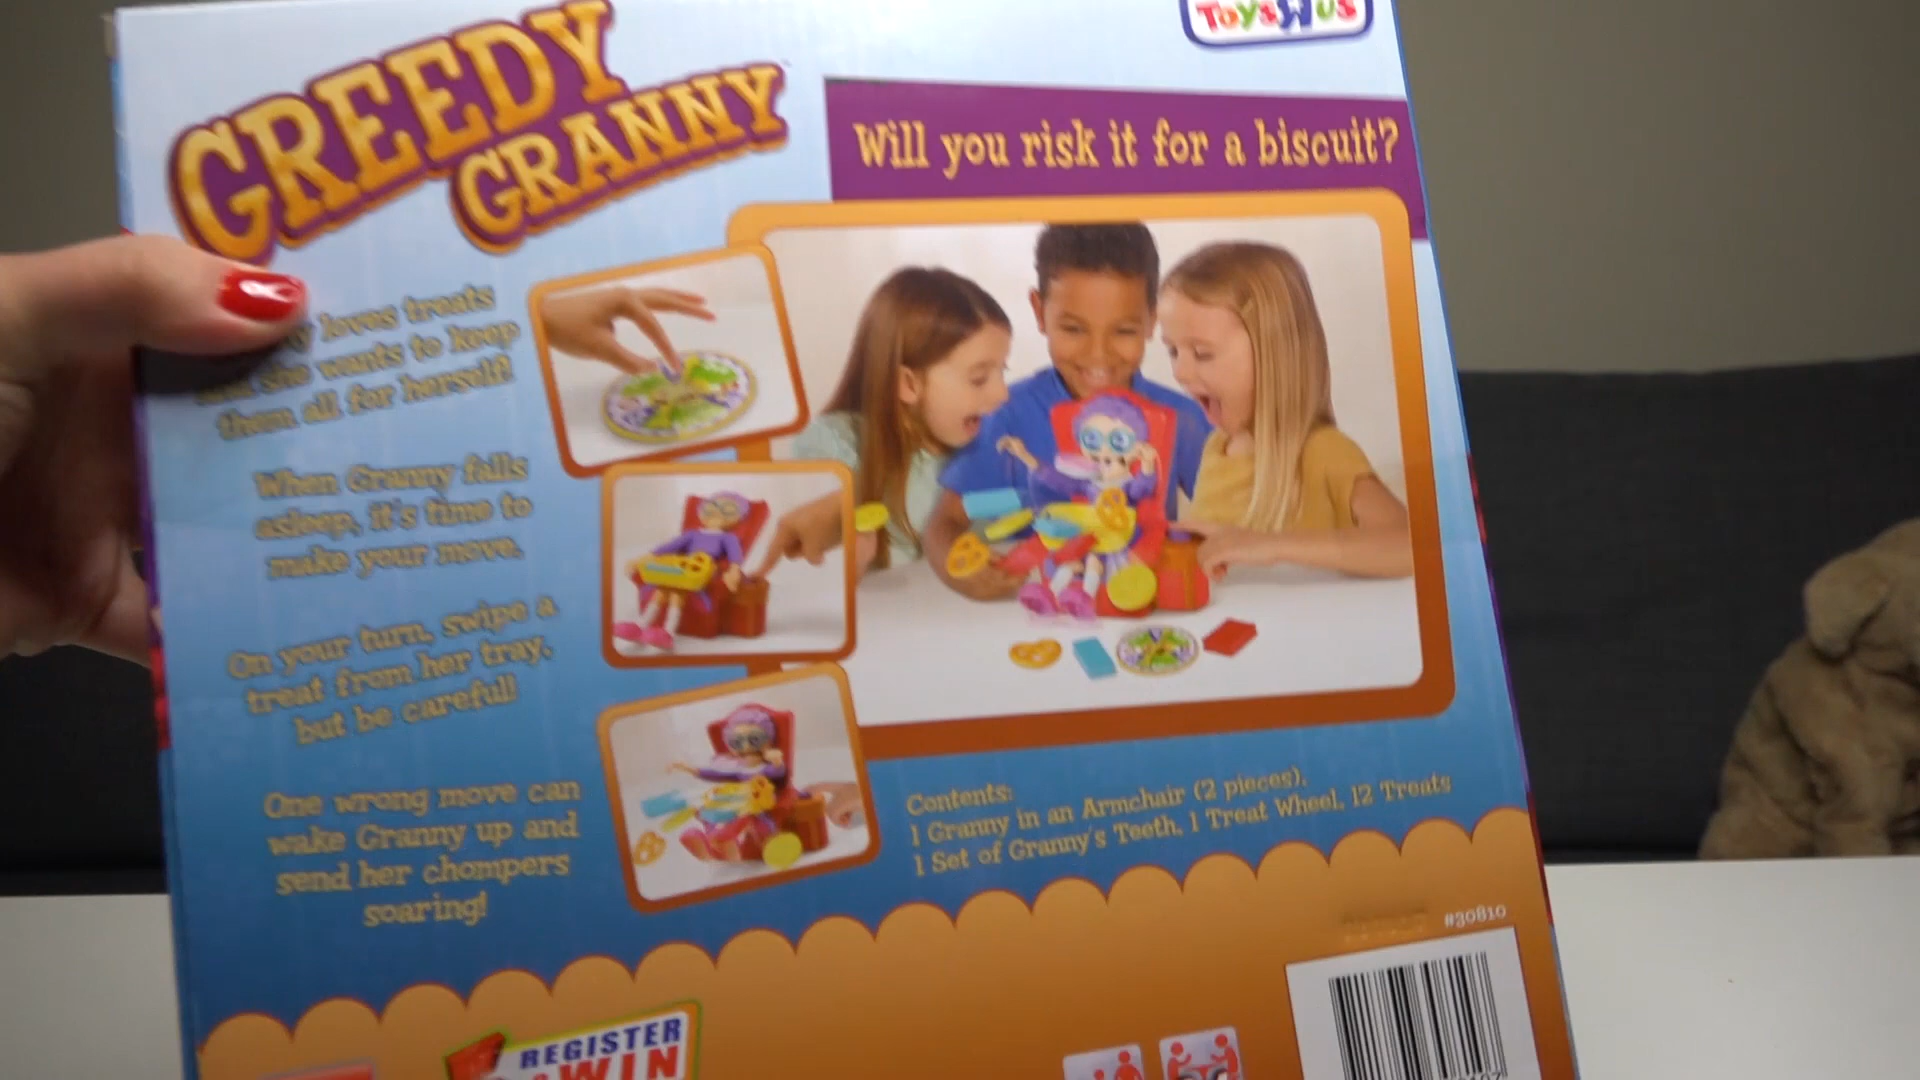 GREEDY
GRANNY
ToysЯUs
Will you risk it for a biscuit?
loves treats
she wants to keep
them all for herself!
When Granny falls
asleep, it's time to
make your move.
On your turn, swipe a
treat from her tray,
but be careful!
One wrong move can
wake Granny up and
send her chompers
soaring!
Contents:
1 Granny in an Armchair (2 pieces),
1 Set of Granny's Teeth, 1 Treat Wheel, 12 Treats
#30810
REGISTER
WIN